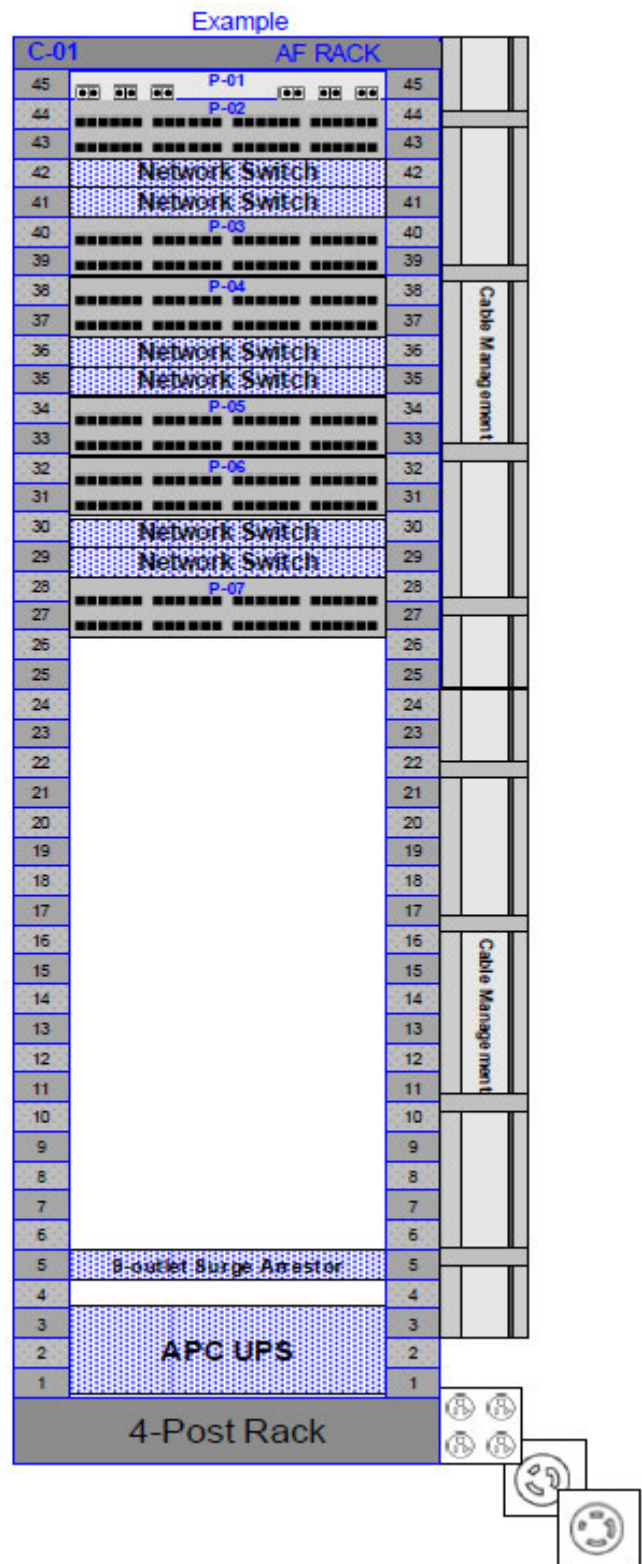 Example
C-01 AF RACK
45 P-01 45
44 P-02 44
43 43
42 Network Switch 42
41 Network Switch 41
40 P-03 40
39 39
38 P-04 38
37 37
36 Network Switch 36
35 Network Switch 35
34 P-05 34
33 33
32 P-06 32
31 31
30 Network Switch 30
29 Network Switch 29
28 P-07 28
27 27
26 26
25 25
24 24
23 23
22 22
21 21
20 20
19 19
18 18
17 17
16 16
15 15
14 14
13 13
12 12
11 11
10 10
9 9
8 8
7 7
6 6
5 9-outlet Surge Arrestor 5
4 4
3 3
2 APC UPS 2
1 1
4-Post Rack
Cable Management
Cable Management